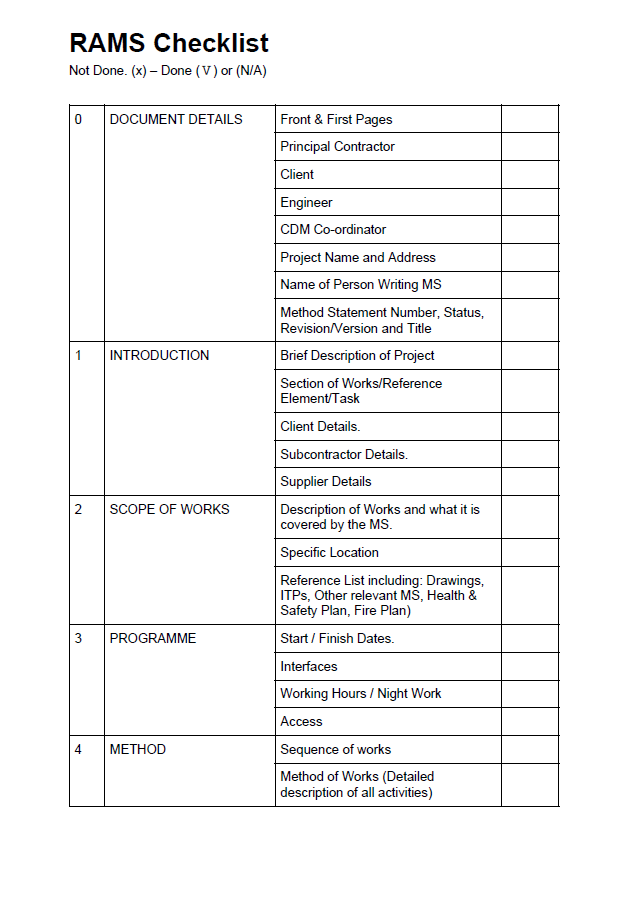 RAMS Checklist
Not Done. (x) – Done ( V ) or (N/A)
0 DOCUMENT DETAILS Front & First Pages
Principal Contractor
Client
Engineer
CDM Co-ordinator
Project Name and Address
Name of Person Writing MS
Method Statement Number, Status,
Revision/Version and Title
1 INTRODUCTION Brief Description of Project
Section of Works/Reference
Element/Task
Client Details.
Subcontractor Details.
Supplier Details
2 SCOPE OF WORKS Description of Works and what it is
covered by the MS.
Specific Location
Reference List including: Drawings,
ITPs, Other relevant MS, Health &
Safety Plan, Fire Plan)
3 PROGRAMME Start / Finish Dates.
Interfaces
Working Hours / Night Work
Access
4 METHOD Sequence of works
Method of Works (Detailed
description of all activities)